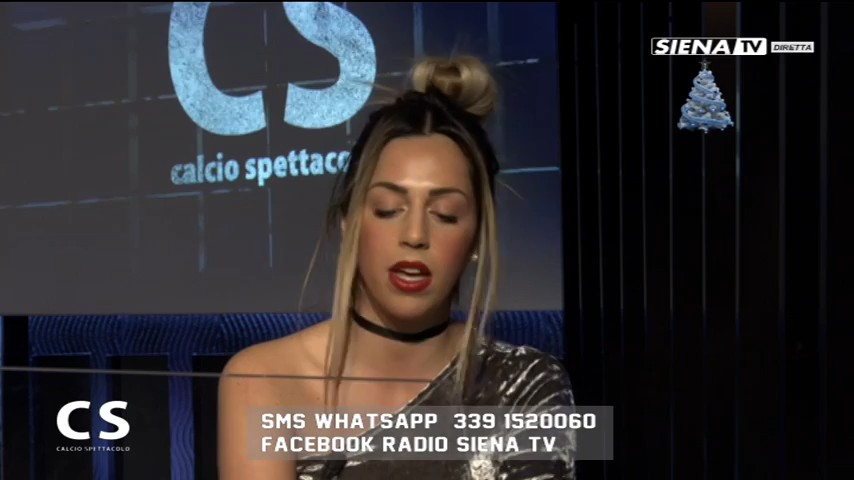 CS
calcio spettaco
SIENA TV DIRETTA
CS
CALCIO SPETTACOLO
SMS WHATSAPP 339 1520060
FACEBOOK RADIO SIENA TV